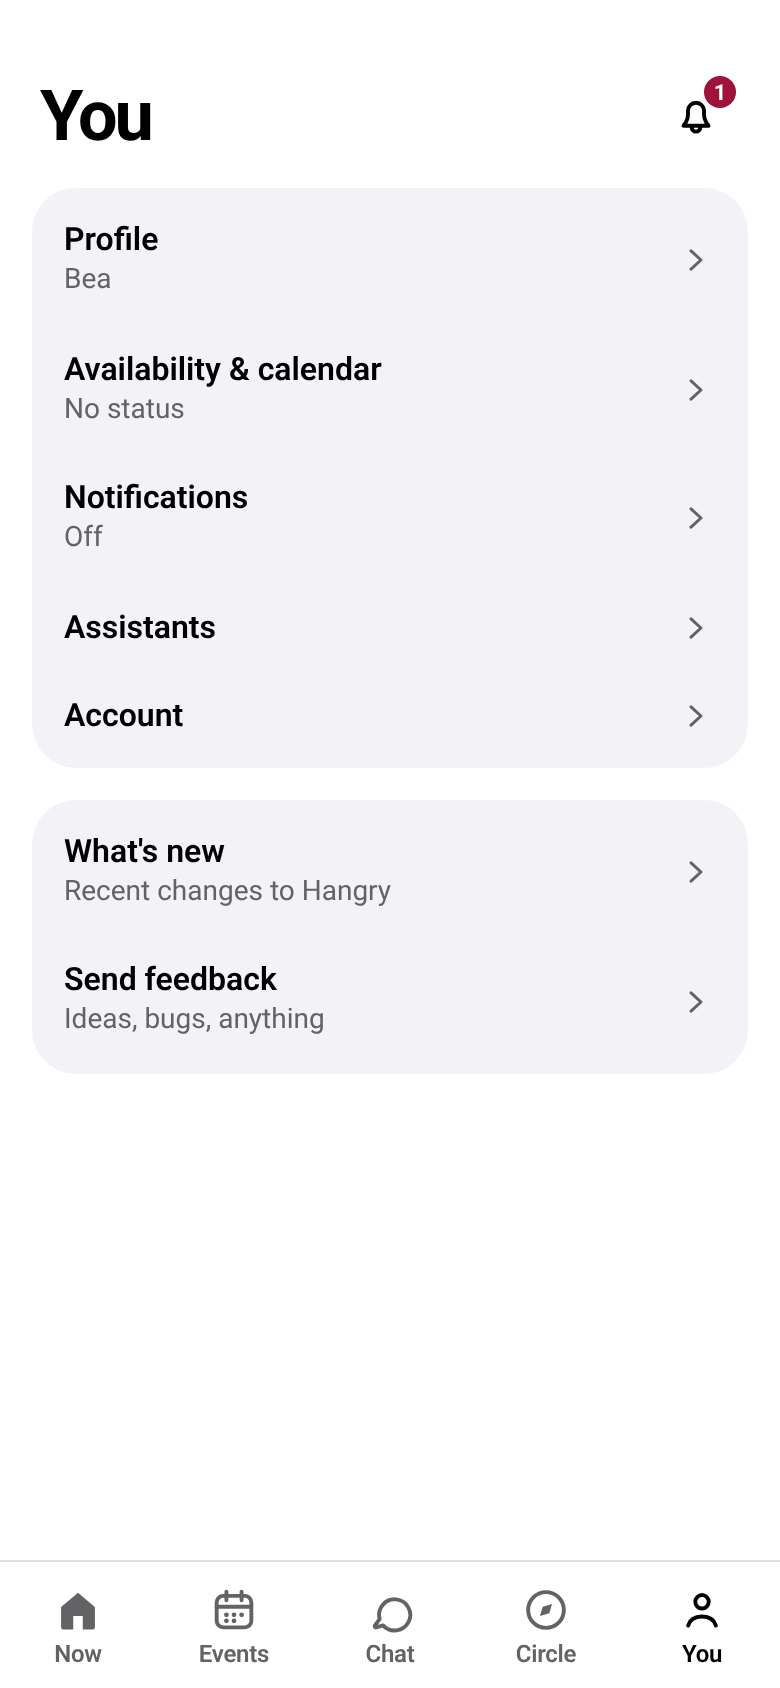 You
1
Profile
Bea
Availability & calendar
No status
Notifications
Off
Assistants
Account
What's new
Recent changes to Hangry
Send feedback
Ideas, bugs, anything
Now
Events
Chat
Circle
You